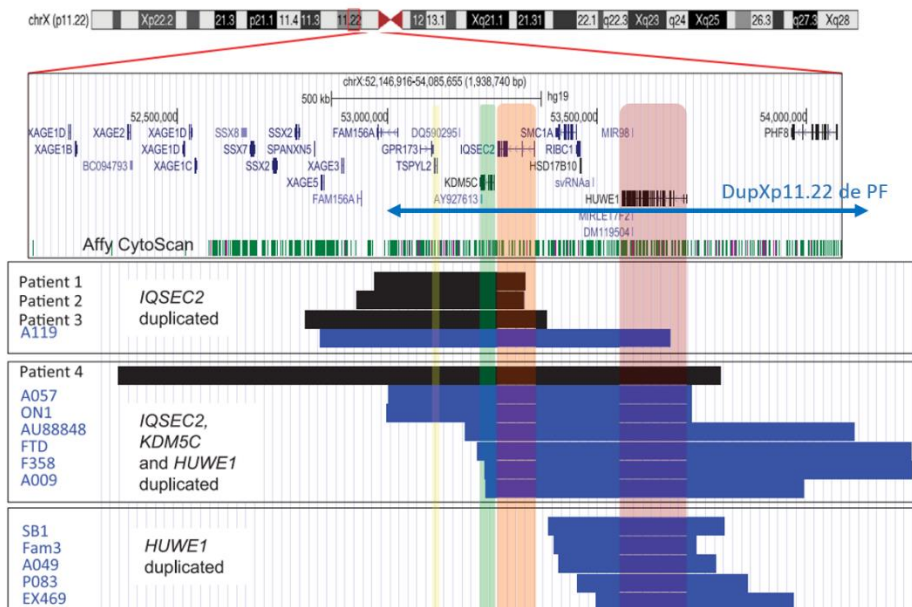 chrX (p11.22) Xp22.2 21.3 p21.1 11.4 11.3 11.22 12 13.1 Xq21.1 21.31 22.1 q22.3 Xq23 q24 Xq25 26.3 q27.3 Xq28
chrX:52,146,916-54,085,655 (1,938,740 bp)
500 kb hg19
52,500,000 53,000,000 53,500,000 54,000,000
XAGE1D XAGE2 XAGE1D SSX8 SSX2 FAM156A DQ590295 SMC1A MIR98 PHF8
XAGE1B XAGE1D SSX7 SPANXN5 GPR173 IQSEC2 RIBC1
BC094793 XAGE1C SSX2 XAGE3 TSPYL2 HSD17B10
XAGE5 KDM5C svRNAa
FAM156A AY927613 HUWE1 DupXp11.22 de PF
MIRLE17F2
DM119504
Affy CytoScan
Patient 1
Patient 2
Patient 3
A119
IQSEC2
duplicated
Patient 4
A057
ON1
AU88848
FTD
F358
A009
IQSEC2,
KDM5C
and HUWE1
duplicated
SB1
Fam3
A049
P083
EX469
HUWE1
duplicated